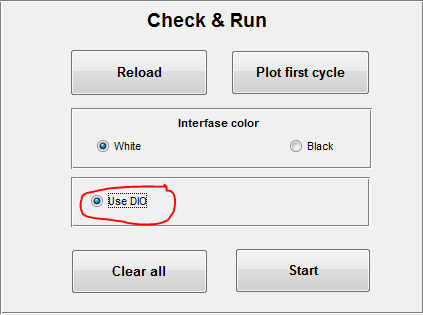 Check & Run
Reload Plot first cycle
Interfase color
White Black
Use DIO
Clear all Start